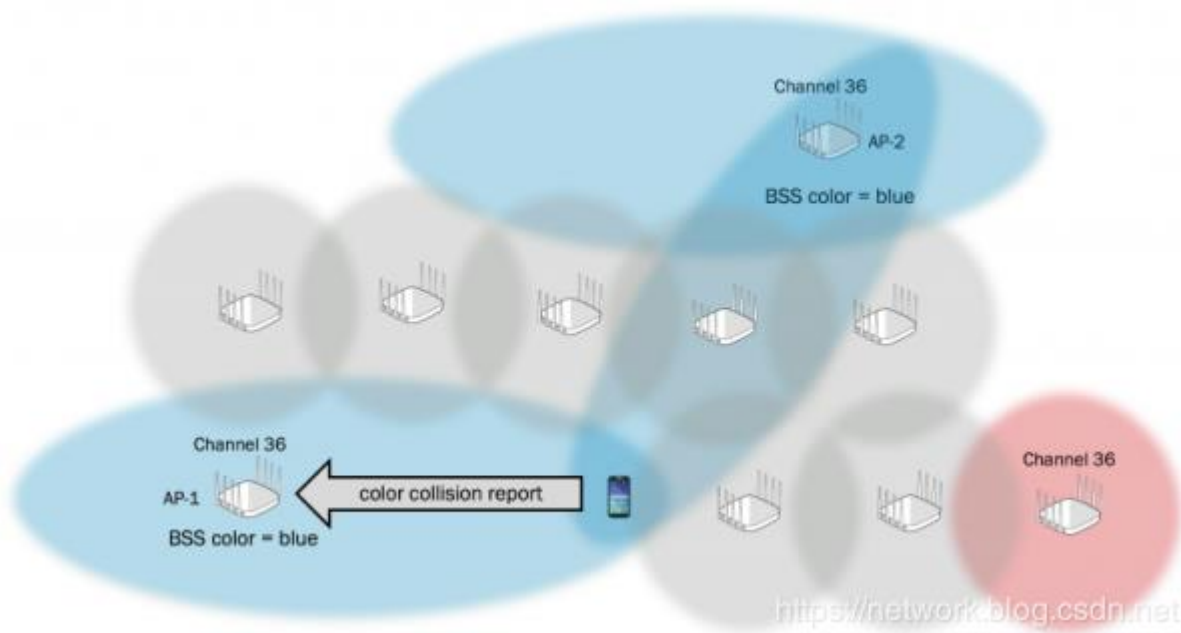 Channel 36
AP-2
BSS color = blue
Channel 36
AP-1
color collision report
BSS color = blue
Channel 36
https://network.blog.csdn.net